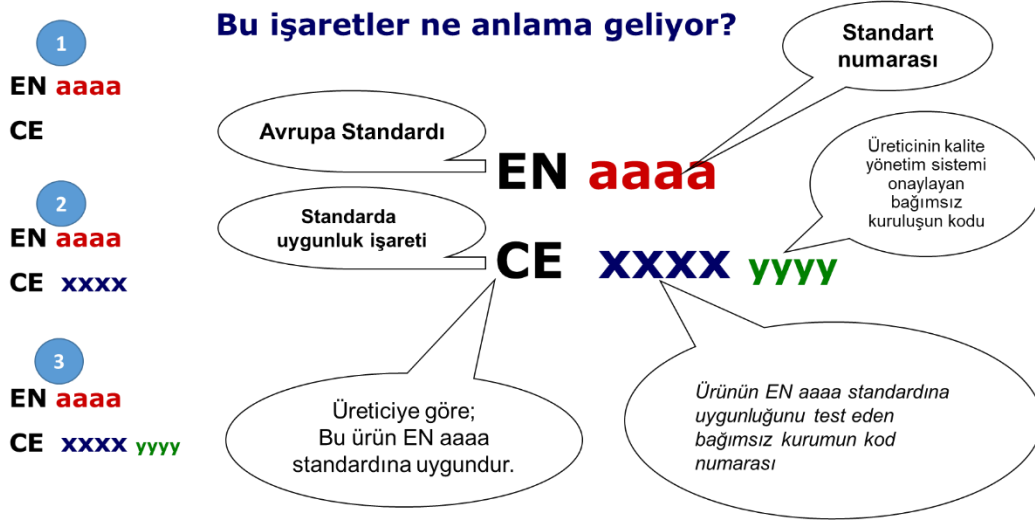 Bu işaretler ne anlama geliyor?
1
EN aaaa
CE
2
EN aaaa
CE xxxx
3
EN aaaa
CE xxxx yyyy
Avrupa Standardı
Standart
numarası
EN aaaa
Standarda
uygunluk işareti
CE xxxx yyyy
Üreticinin kalite
yönetim sistemi
onaylayan
bağımsız
kuruluşun kodu
Üreticiye göre;
Bu ürün EN aaaa
standardına uygundur.
Ürünün EN aaaa standardına
uygunluğunu test eden
bağımsız kurumun kod
numarası